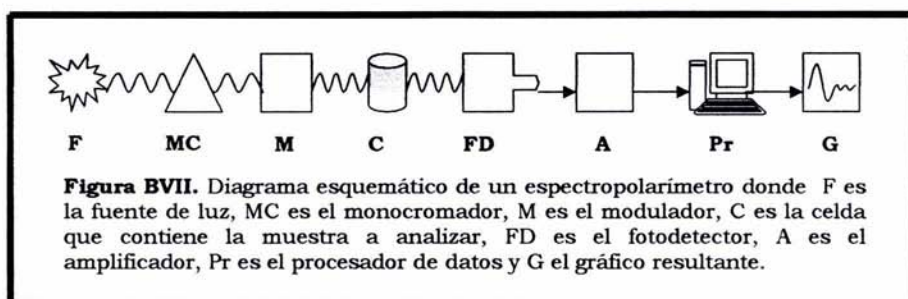 F MC M C FD A Pr G
Figura BVII. Diagrama esquemático de un espectropolarímetro donde F es
la fuente de luz, MC es el monocromador, M es el modulador, C es la celda
que contiene la muestra a analizar, FD es el fotodetector, A es el
amplificador, Pr es el procesador de datos y G el gráfico resultante.